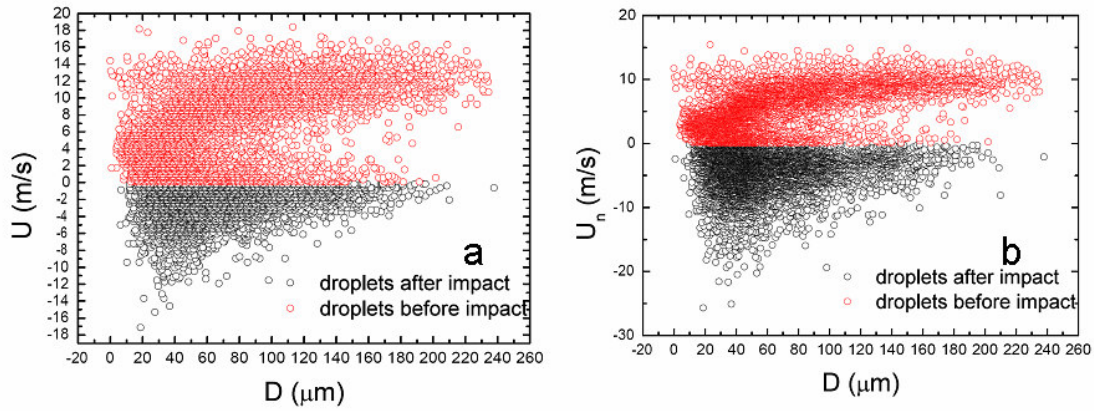 20
18
16
14
12
10
8
6
4
2
0
-2
-4
-6
-8
-10
-12
-14
-16
-18
U (m/s)
a
droplets after impact
droplets before impact
-20 0 20 40 60 80 100 120 140 160 180 200 220 240 260
D (μm)
20
10
0
-10
-20
-30
Un (m/s)
b
droplets after impact
droplets before impact
-20 0 20 40 60 80 100 120 140 160 180 200 220 240 260
D (μm)